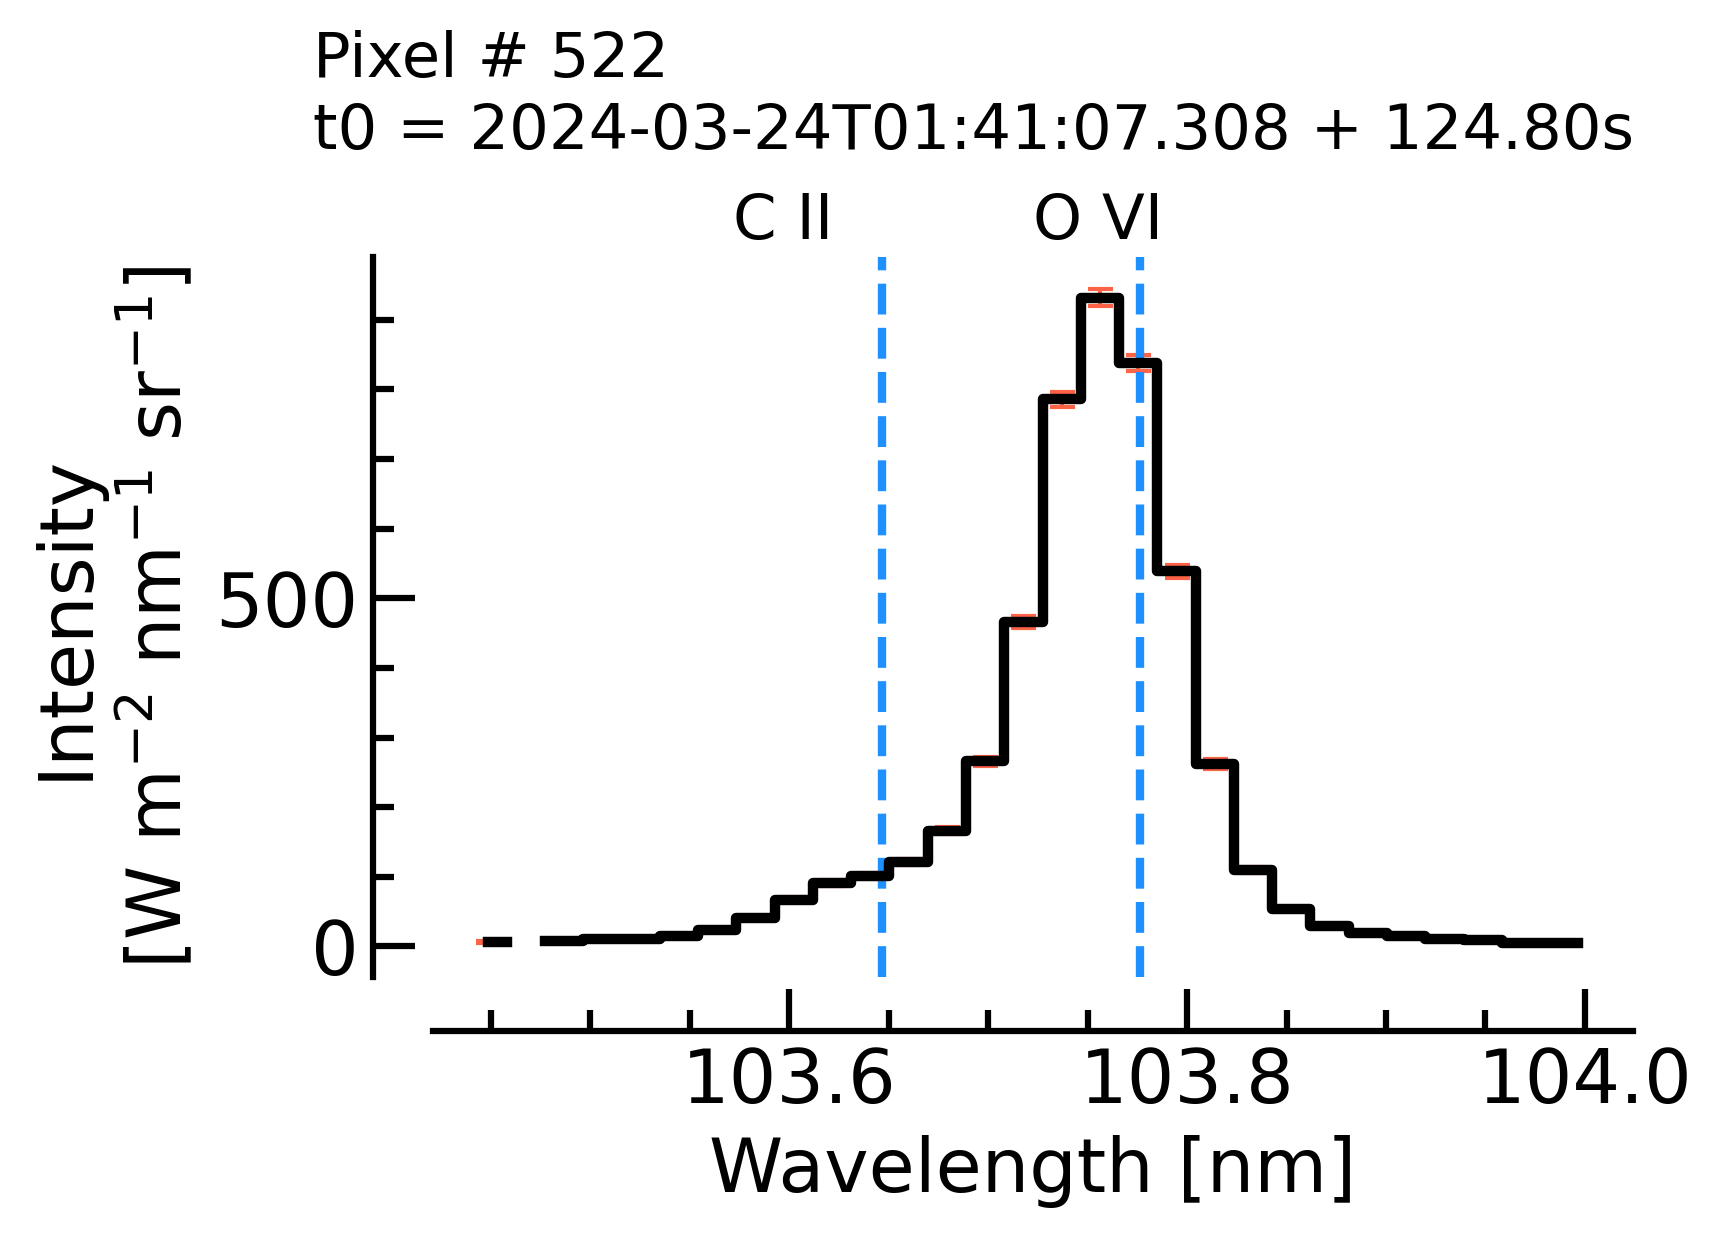 Pixel # 522
t0 = 2024-03-24T01:41:07.308 + 124.80s
C II O VI
Intensity
[W m⁻² nm⁻¹ sr⁻¹]
500
0
103.6 103.8 104.0
Wavelength [nm]